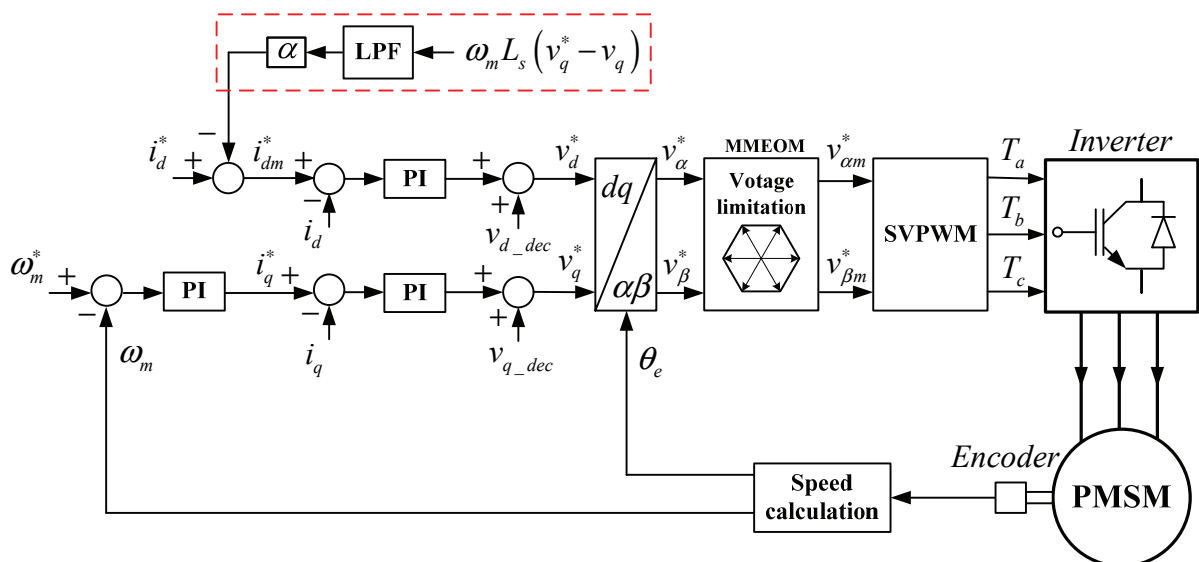 α
LPF
ω_m L_s (v_q^* − v_q)
−
i_d^*
+
i_dm^*
+
−
i_d
PI
+
+
v_d_dec
v_d^*
dq
αβ
v_α^*
MMEOM
Votage
limitation
v_αm^*
SVPWM
T_a
Inverter
T_b
T_c
ω_m^*
+
−
PI
i_q^*
+
−
i_q
PI
+
+
v_q_dec
v_q^*
v_β^*
v_βm^*
ω_m
θ_e
Speed
calculation
Encoder
PMSM